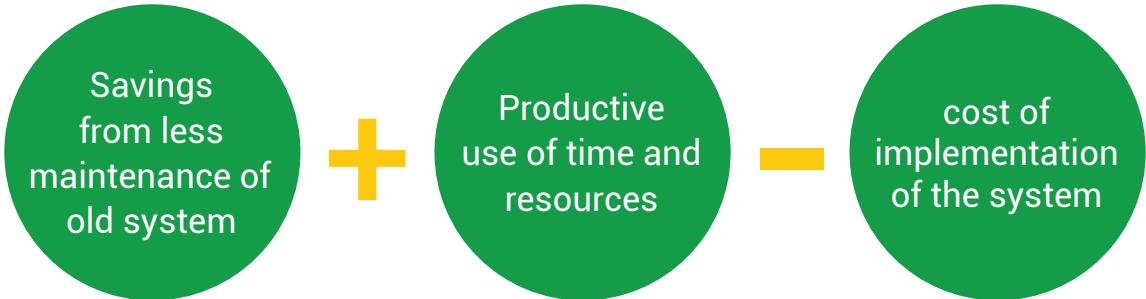 Savings
from less
maintenance of
old system
+
Productive
use of time and
resources
-
cost of
implementation
of the system